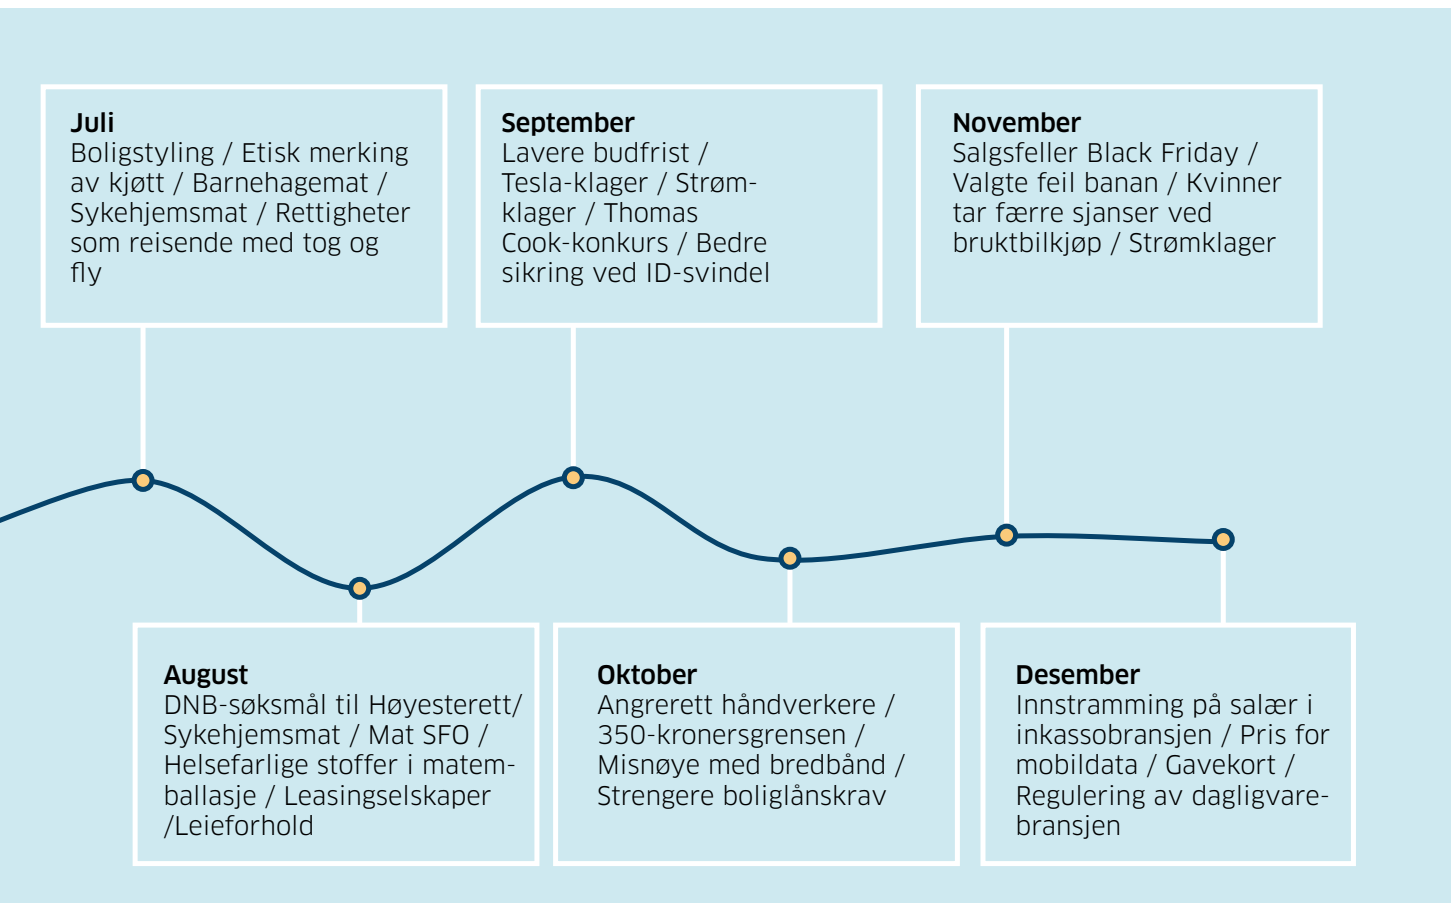 Juli
Boligstyling / Etisk merking
av kjøtt / Barnehagemat /
Sykehjemsmat / Rettigheter
som reisende med tog og
fly
September
Lavere budfrist /
Tesla-klager / Strøm-
klager / Thomas
Cook-konkurs / Bedre
sikring ved ID-svindel
November
Salgsfeller Black Friday /
Valgte feil banan / Kvinner
tar færre sjanser ved
bruktbilkjøp / Strømklager
August
DNB-søksmål til Høyesterett/
Sykehjemsmat / Mat SFO /
Helsefarlige stoffer i matem-
ballasje / Leasingselskaper
/Leieforhold
Oktober
Angrerett håndverkere /
350-kronersgrensen /
Misnøye med bredbånd /
Strengere boliglånskrav
Desember
Innstramming på salær i
inkassobransjen / Pris for
mobildata / Gavekort /
Regulering av dagligvare-
bransjen